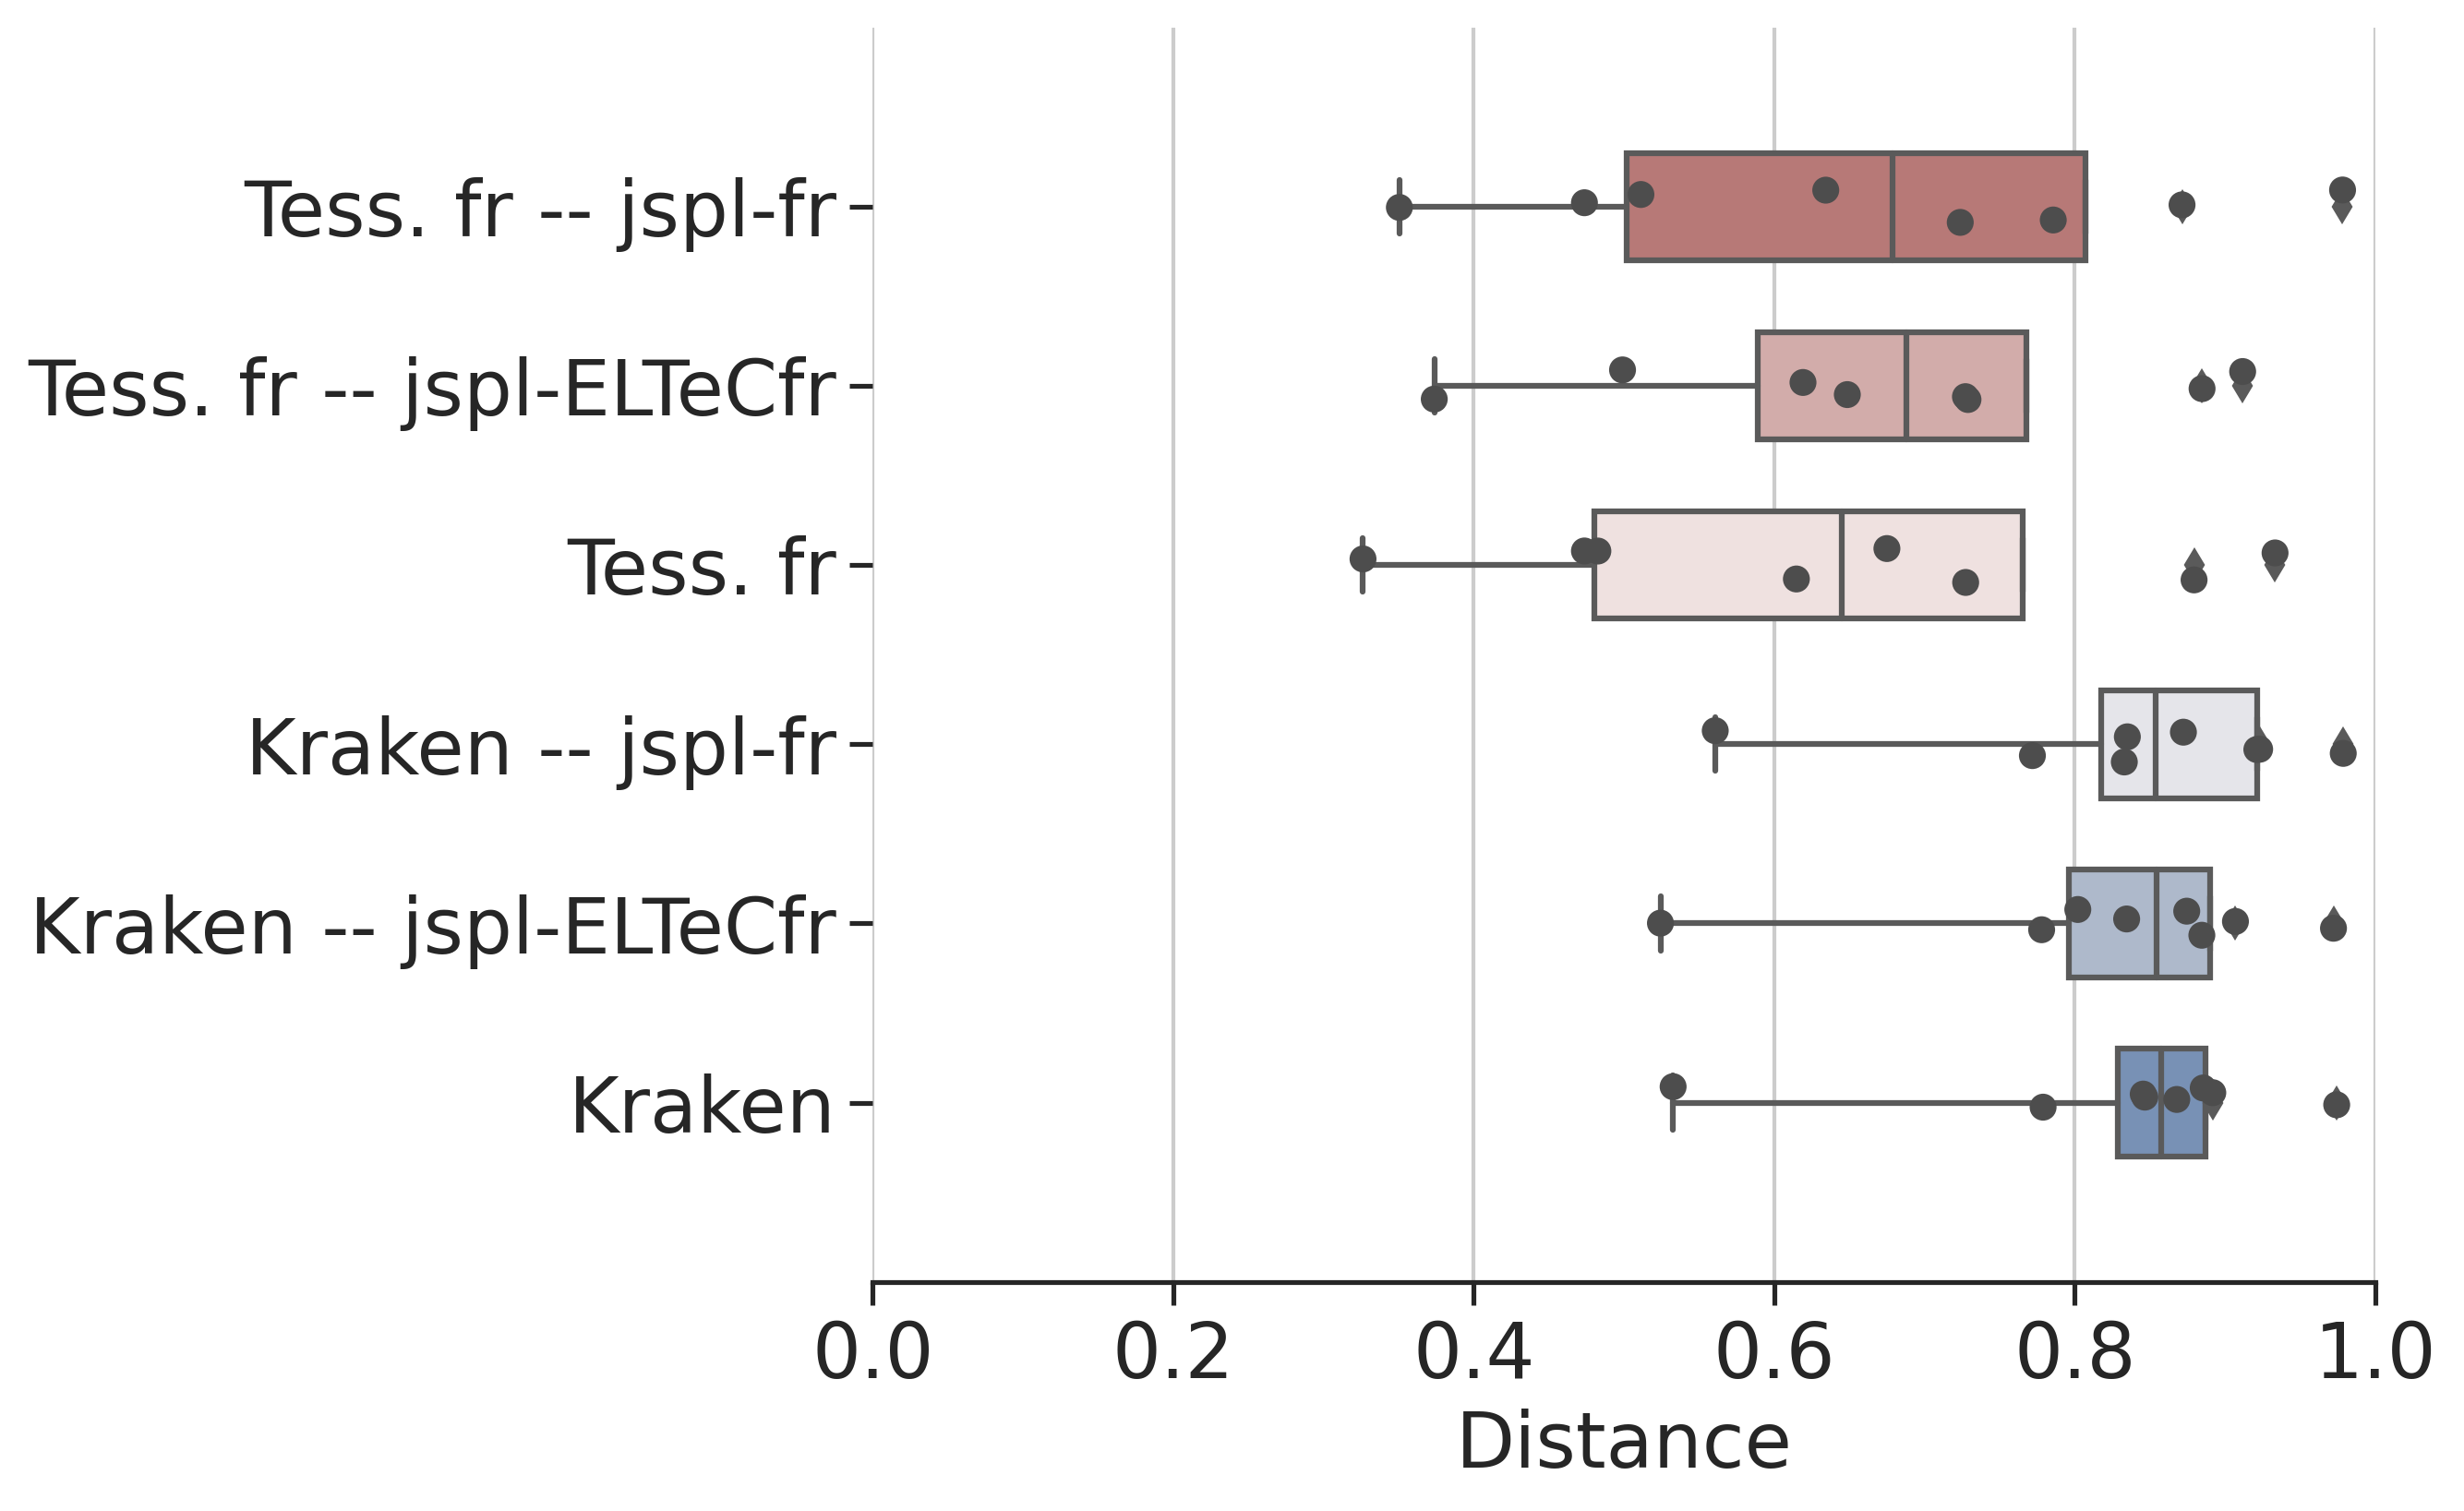 Tess. fr -- jspl-fr
Tess. fr -- jspl-ELTeCfr
Tess. fr
Kraken -- jspl-fr
Kraken -- jspl-ELTeCfr
Kraken
0.0 0.2 0.4 0.6 0.8 1.0
Distance